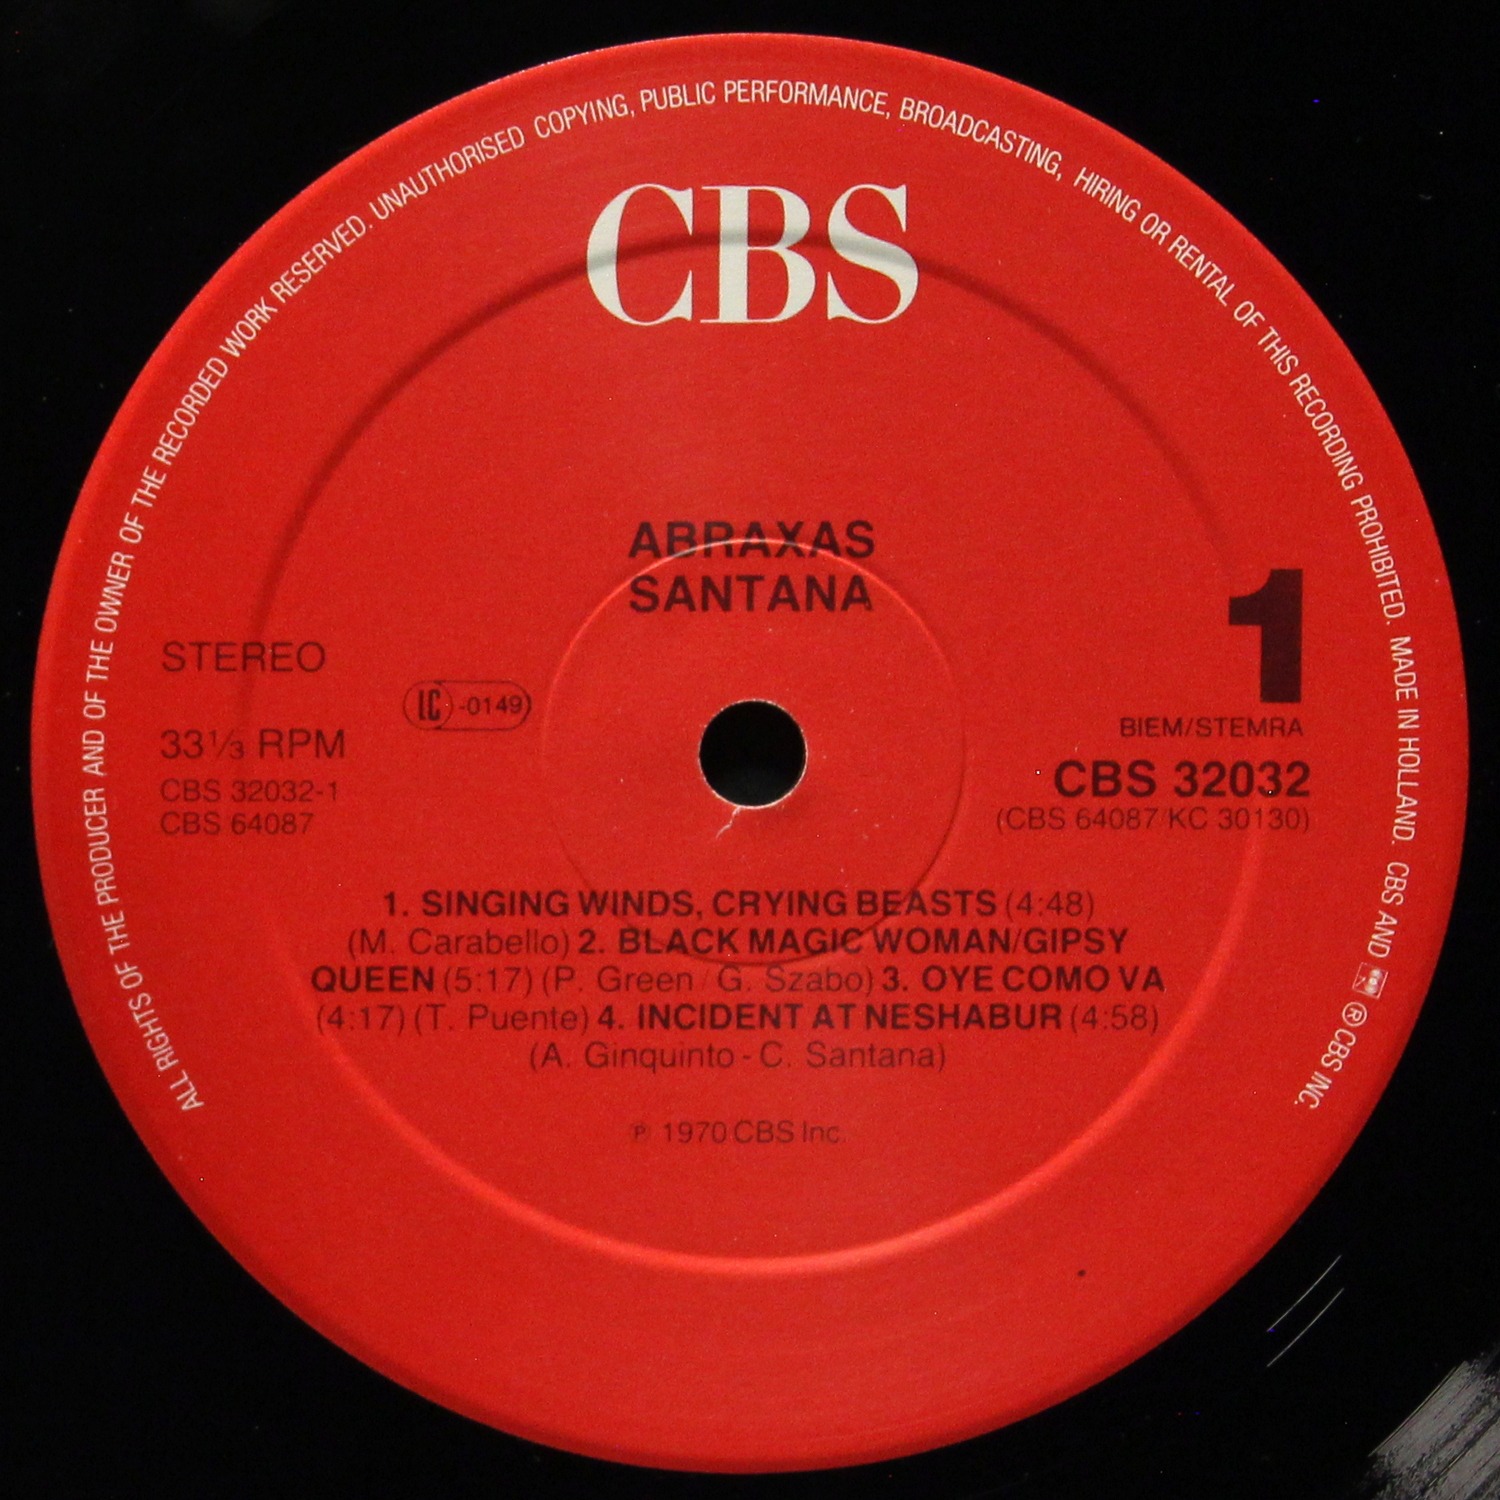 ALL RIGHTS OF THE PRODUCER AND OF THE OWNER OF THE RECORDED WORK RESERVED. UNAUTHORISED COPYING, PUBLIC PERFORMANCE, BROADCASTING, HIRING OR RENTAL OF THIS RECORDING PROHIBITED. MADE IN HOLLAND. CBS AND ® CBS INC.
CBS
ABRAXAS
SANTANA
1
STEREO
LC-0149
33 1/3 RPM
CBS 32032-1
CBS 64087
BIEM/STEMRA
CBS 32032
(CBS 64087/KC 30130)
1. SINGING WINDS, CRYING BEASTS (4:48)
(M. Carabello) 2. BLACK MAGIC WOMAN/GIPSY
QUEEN (5:17) (P. Green/G. Szabo) 3. OYE COMO VA
(4:17) (T. Puente) 4. INCIDENT AT NESHABUR (4:58)
(A. Ginquinto - C. Santana)
℗ 1970 CBS Inc.